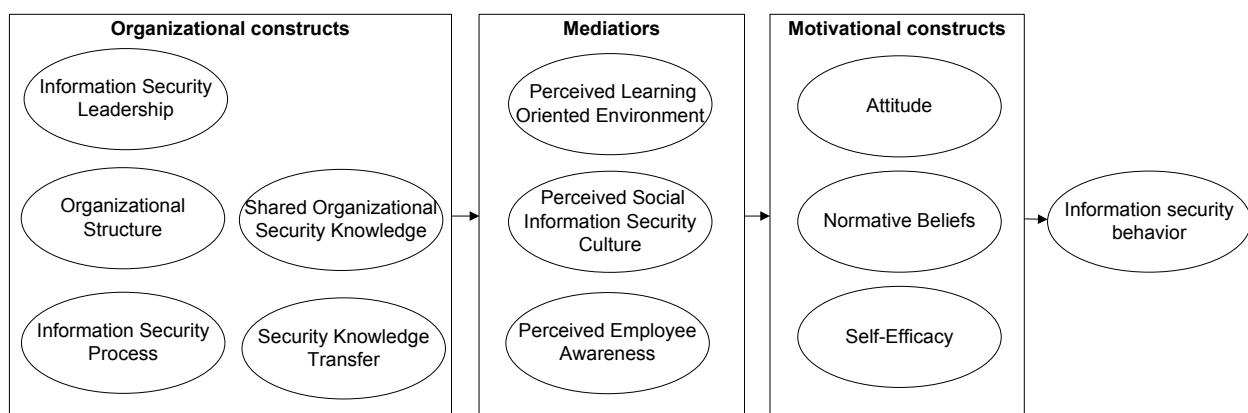 Organizational constructs
Information Security
Leadership
Organizational
Structure
Shared Organizational
Security Knowledge
Information Security
Process
Security Knowledge
Transfer
Mediatiors
Perceived Learning
Oriented Environment
Perceived Social
Information Security
Culture
Perceived Employee
Awareness
Motivational constructs
Attitude
Normative Beliefs
Self-Efficacy
Information security
behavior